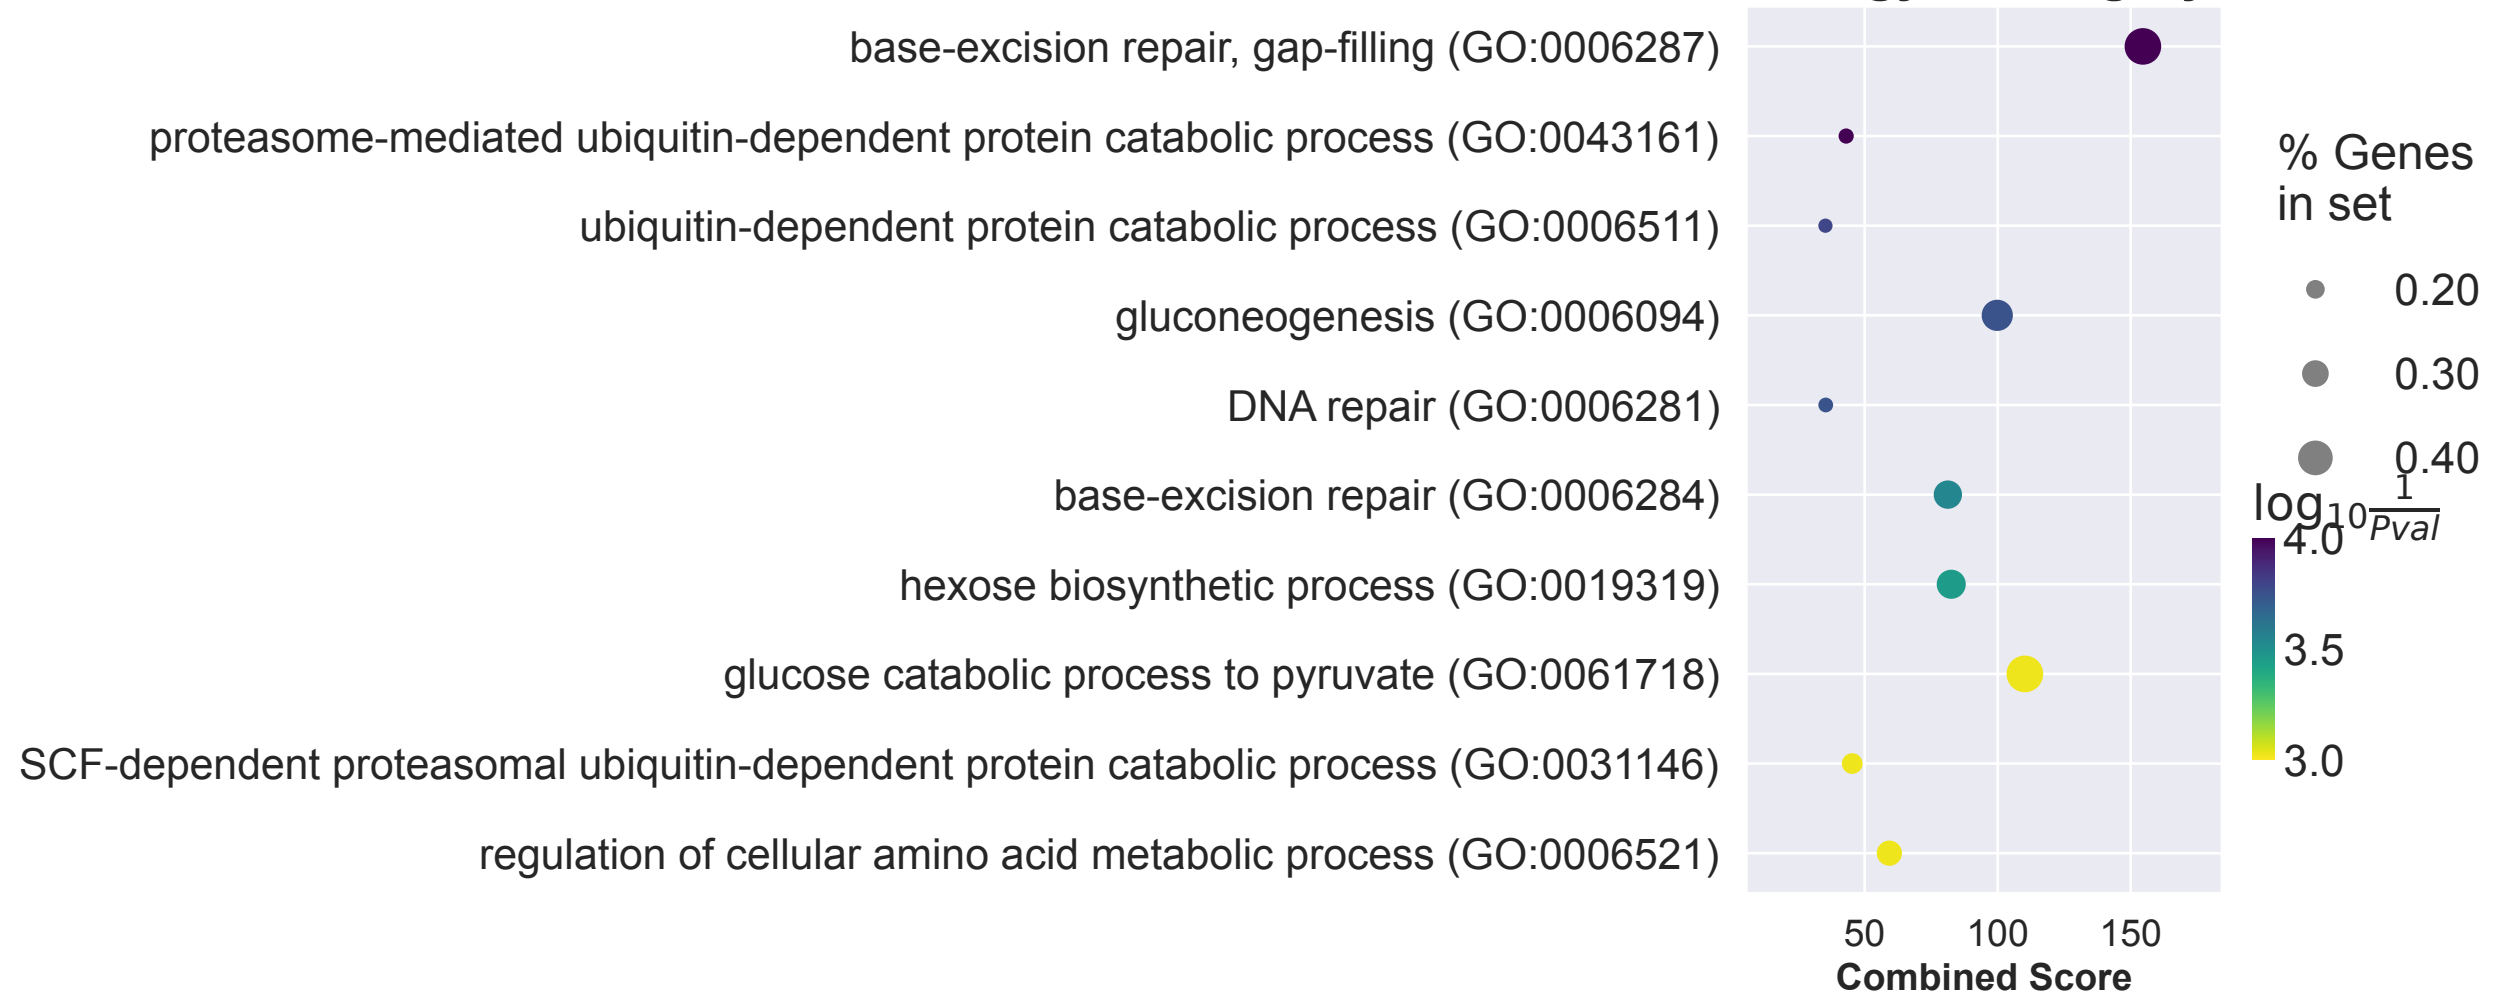 base-excision repair, gap-filling (GO:0006287)
proteasome-mediated ubiquitin-dependent protein catabolic process (GO:0043161)
ubiquitin-dependent protein catabolic process (GO:0006511)
gluconeogenesis (GO:0006094)
DNA repair (GO:0006281)
base-excision repair (GO:0006284)
hexose biosynthetic process (GO:0019319)
glucose catabolic process to pyruvate (GO:0061718)
SCF-dependent proteasomal ubiquitin-dependent protein catabolic process (GO:0031146)
regulation of cellular amino acid metabolic process (GO:0006521)
50 100 150
Combined Score
% Genes
in set
0.20
0.30
0.40
log10 1/Pval
4.0
3.5
3.0